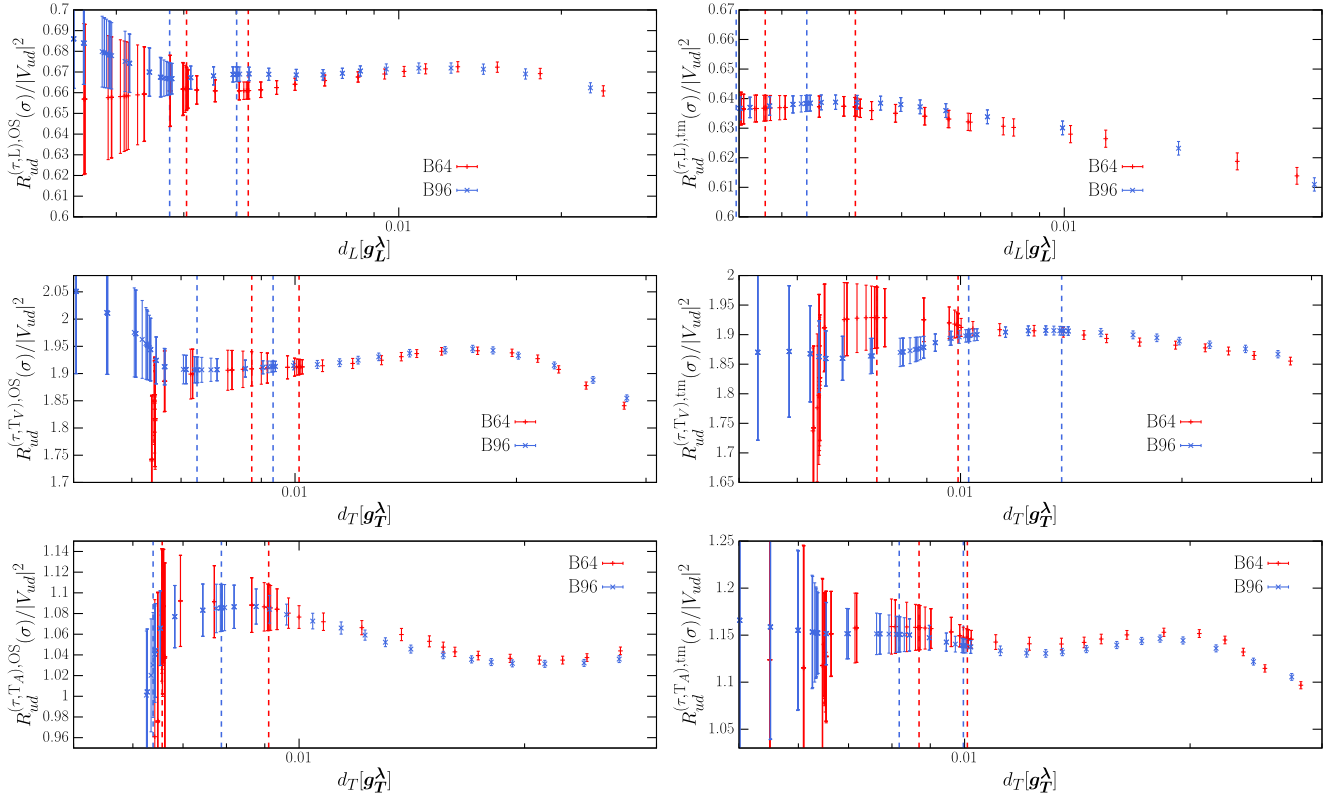 R_{ud}^{(τ,L),OS}(σ)/|V_{ud}|^2
0.7
0.69
0.68
0.67
0.66
0.65
0.64
0.63
0.62
0.61
0.6
B64
B96
0.01
d_L[g_L^λ]
R_{ud}^{(τ,L),tm}(σ)/|V_{ud}|^2
0.67
0.66
0.65
0.64
0.63
0.62
0.61
0.6
B64
B96
0.01
d_L[g_L^λ]
R_{ud}^{(τ,T_V),OS}(σ)/|V_{ud}|^2
2.05
2
1.95
1.9
1.85
1.8
1.75
1.7
B64
B96
0.01
d_T[g_T^λ]
R_{ud}^{(τ,T_V),tm}(σ)/|V_{ud}|^2
2
1.95
1.9
1.85
1.8
1.75
1.7
1.65
B64
B96
0.01
d_T[g_T^λ]
R_{ud}^{(τ,T_A),OS}(σ)/|V_{ud}|^2
1.14
1.12
1.1
1.08
1.06
1.04
1.02
1
0.98
0.96
B64
B96
0.01
d_T[g_T^λ]
R_{ud}^{(τ,T_A),tm}(σ)/|V_{ud}|^2
1.25
1.2
1.15
1.1
1.05
B64
B96
0.01
d_T[g_T^λ]